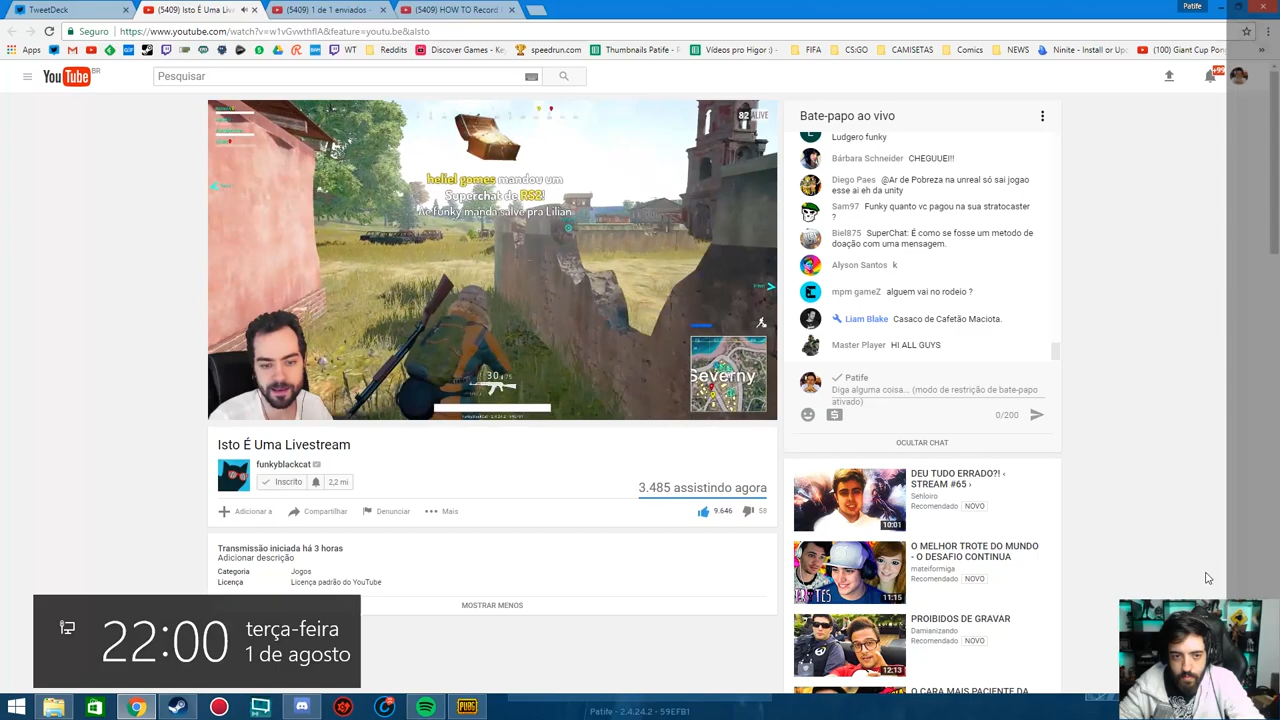 TweetDeck
(5409) Isto É Uma Liv
(5409) 1 de 1 enviados -
(5409) HOW TO Record
Patife
Seguro
https://www.youtube.com/watch?v=w1vGvwthfIA&feature=youtu.be&alsto
Apps
WT
Reddits
Discover Games - Kic
speedrun.com
Thumbnails Patife - F
Vídeos pro Higor :) -
FIFA
CS:GO
CAMISETAS
Comics
NEWS
Ninite - Install or Up
(100) Giant Cup Pon
YouTube BR
Pesquisar
+99
82 ALIVE
heliel gomes mandou um
Superchat de R$2!
Ae funky manda salve pra Lilian
Severny
30
Isto É Uma Livestream
funkyblackcat
Inscrito
2,2 mi
3.485 assistindo agora
Adicionar a
Compartilhar
Denunciar
Mais
9.646
58
Transmissão iniciada há 3 horas
Adicionar descrição
Categoria Jogos
Licença Licença padrão do YouTube
MOSTRAR MENOS
Bate-papo ao vivo
Ludgero funky
Bárbara Schneider CHEGUUEI!!
Diego Paes @Ar de Pobreza na unreal só sai jogao
esse ai eh da unity
Sam97 Funky quanto vc pagou na sua stratocaster
?
Biel875 SuperChat: É como se fosse um metodo de
doação com uma mensagem.
Alyson Santos k
mpm gameZ alguem vai no rodeio ?
Liam Blake Casaco de Cafetão Maciota.
Master Player HI ALL GUYS
Patife
Diga alguma coisa... (modo de restrição de bate-papo
ativado)
0/200
OCULTAR CHAT
DEU TUDO ERRADO?! ‹
STREAM #65 ›
Sehloiro
Recomendado NOVO
10:01
O MELHOR TROTE DO MUNDO
- O DESAFIO CONTINUA
mateiformiga
Recomendado NOVO
11:15
PROIBIDOS DE GRAVAR
Damianizando
Recomendado NOVO
12:13
O CARA MAIS PACIENTE DA
22:00
terça-feira
1 de agosto
Patife - 2.4.24.2 - 59EFB1